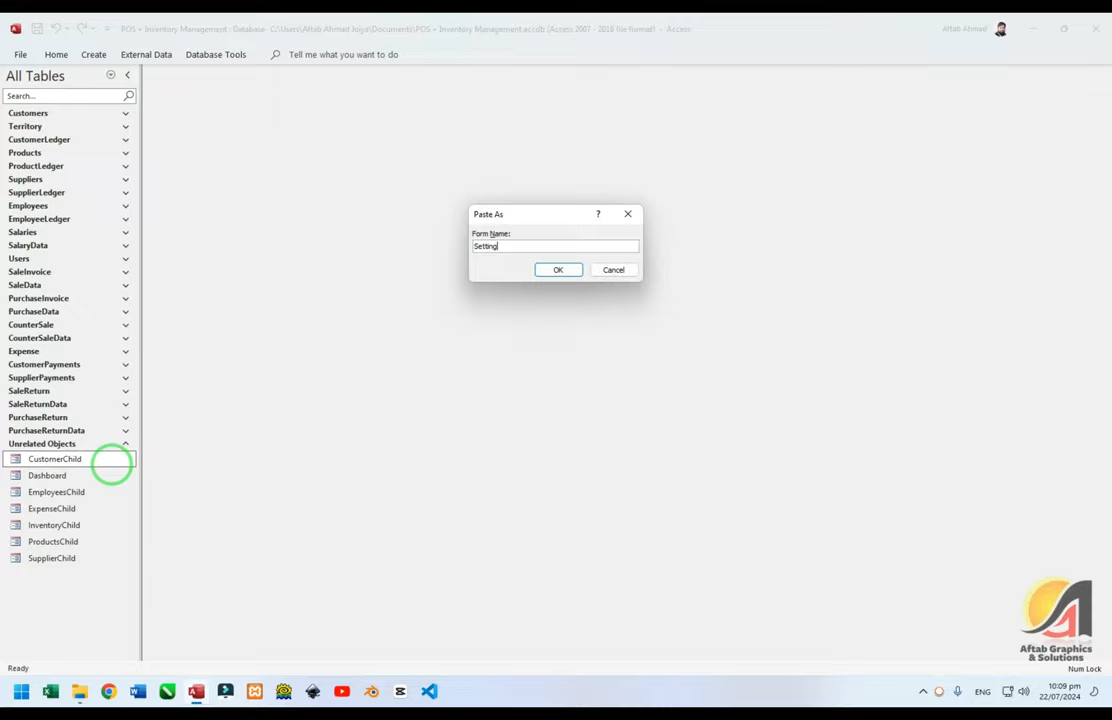 POS + Inventory Management : Database- C:\Users\Aftab Ahmad Joiya\Documents\POS + Inventory Management.accdb (Access 2007 - 2016 file format) - Access
Aftab Ahmad
File Home Create External Data Database Tools Tell me what you want to do
All Tables
Search...
Customers
Territory
CustomerLedger
Products
ProductLedger
Suppliers
SupplierLedger
Employees
EmployeeLedger
Salaries
SalaryData
Users
SaleInvoice
SaleData
PurchaseInvoice
PurchaseData
CounterSale
CounterSaleData
Expense
CustomerPayments
SupplierPayments
SaleReturn
SaleReturnData
PurchaseReturn
PurchaseReturnData
Unrelated Objects
CustomerChild
Dashboard
EmployeesChild
ExpenseChild
InventoryChild
ProductsChild
SupplierChild
Paste As
?
Form Name:
Setting
OK Cancel
Aftab Graphics
& Solutions
Ready
Num Lock
ENG
10:09 pm
22/07/2024